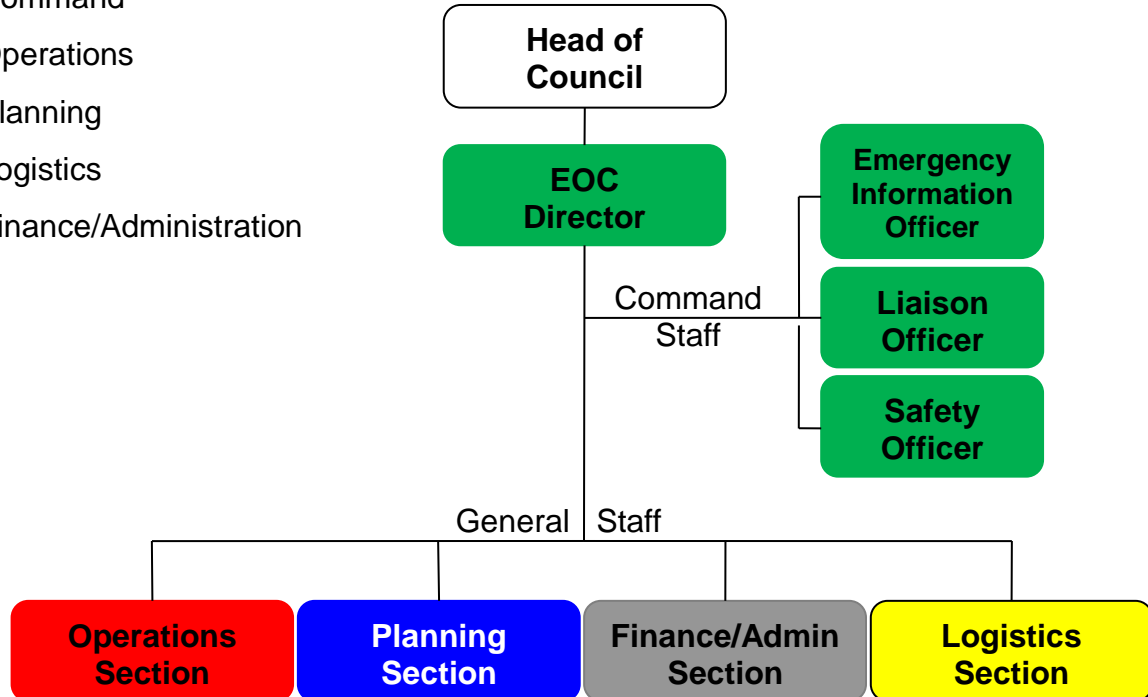 ommand
perations
lanning
ogistics
inance/Administration
Head of
Council
EOC
Director
Emergency
Information
Officer
Command
Staff
Liaison
Officer
Safety
Officer
General Staff
Operations
Section
Planning
Section
Finance/Admin
Section
Logistics
Section